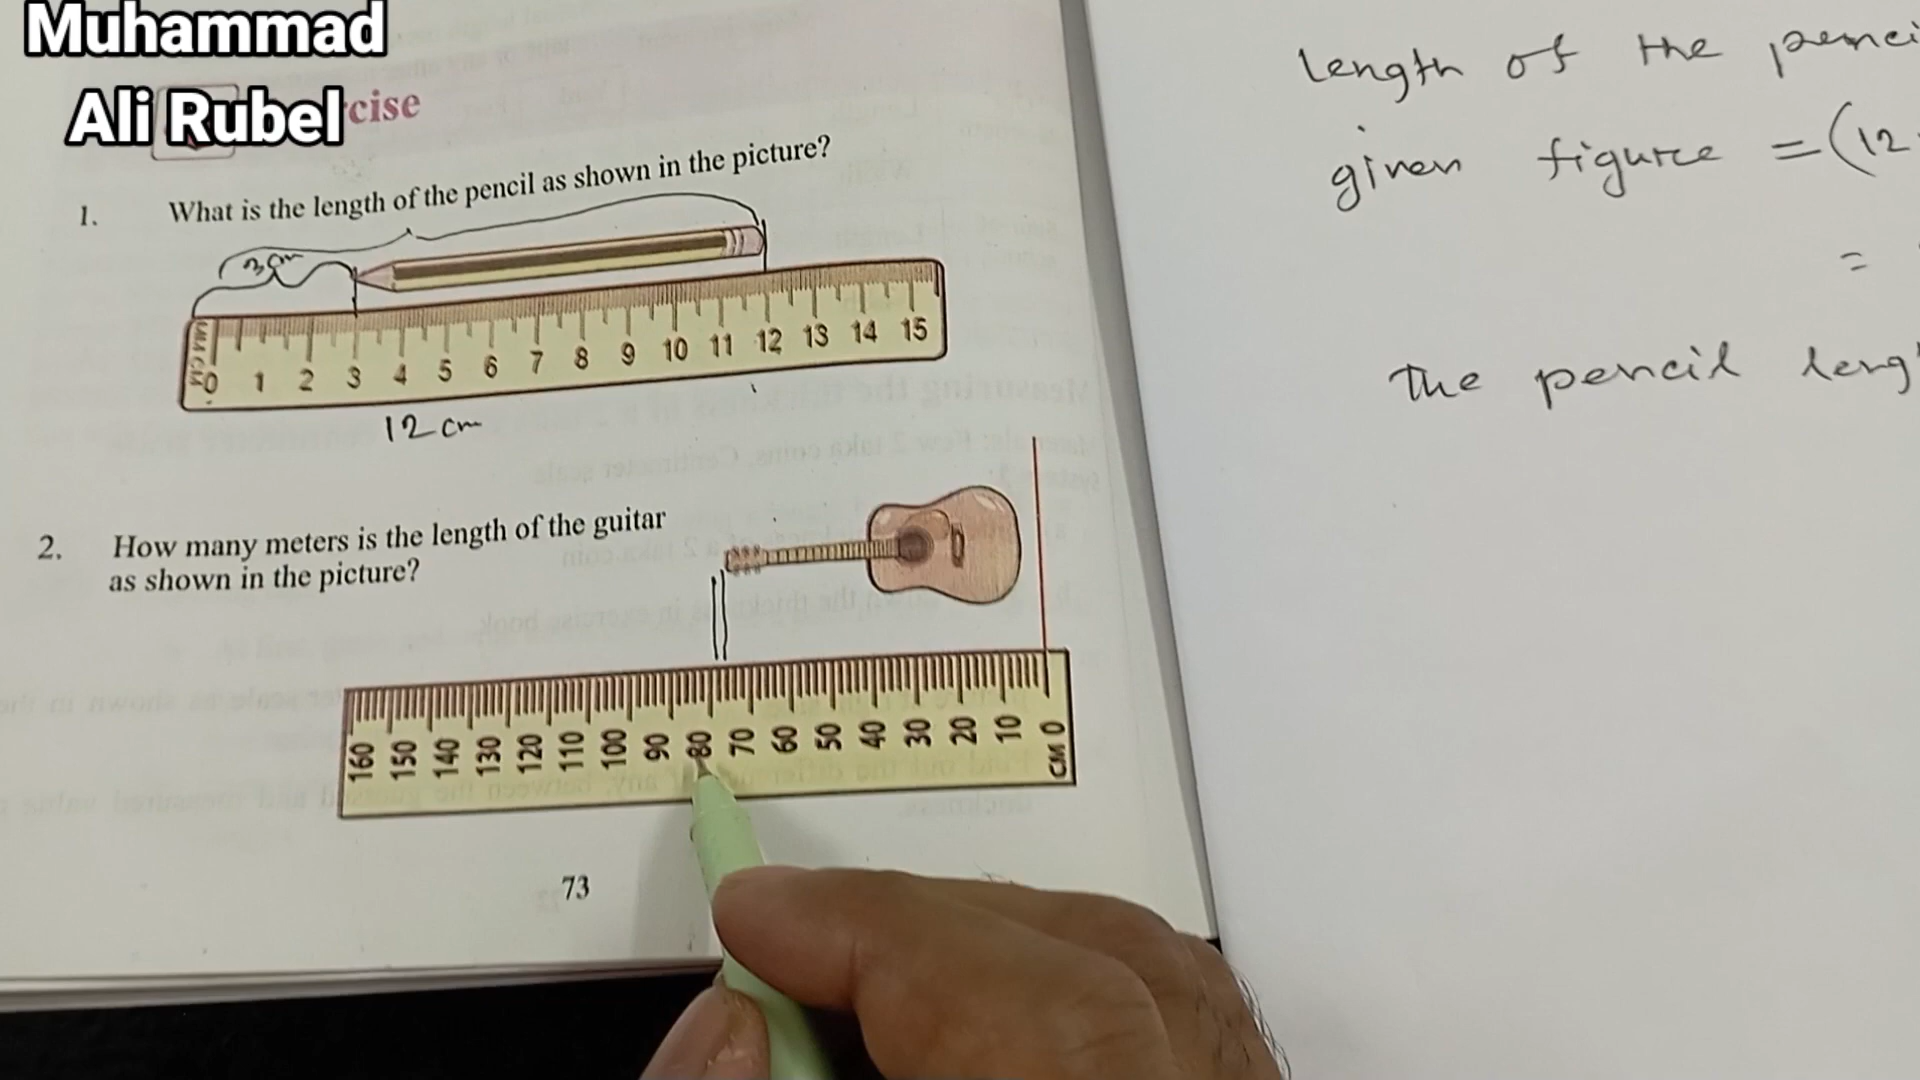 Muhammad
Ali Rubel
cise
1. What is the length of the pencil as shown in the picture?
3cm
MM CM
0 1 2 3 4 5 6 7 8 9 10 11 12 13 14 15
12 cm
2. How many meters is the length of the guitar
as shown in the picture?
160 150 140 130 120 110 100 90 80 70 60 50 40 30 20 10 CM 0
73
length of the penci
given figure = (12
=
The pencil leng